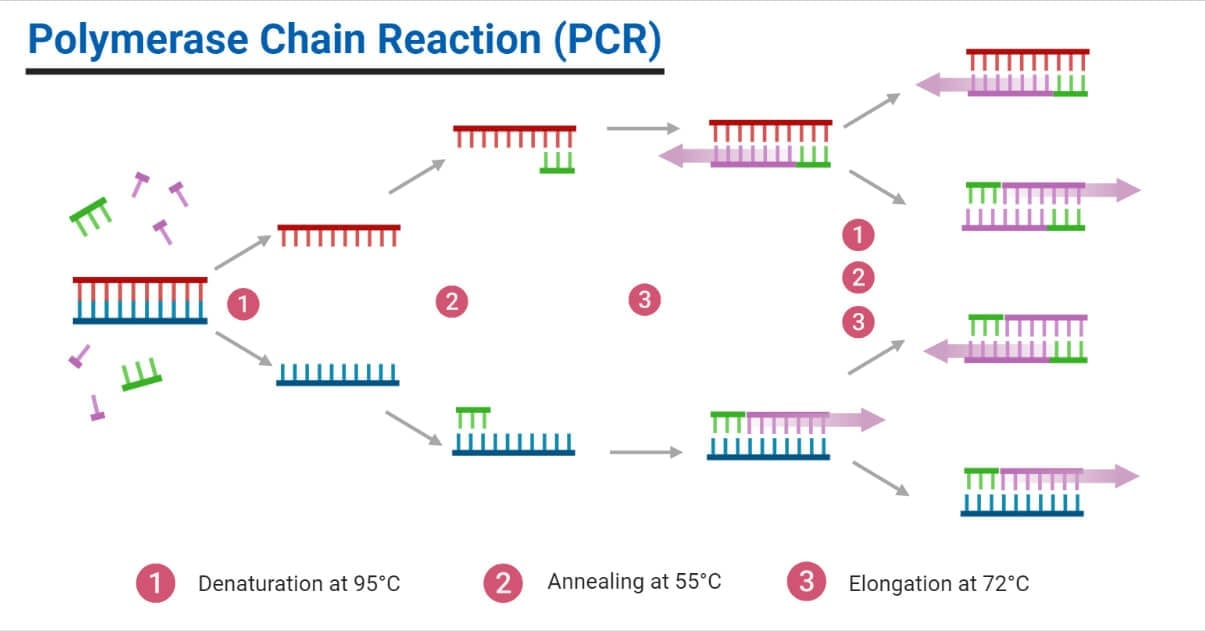 Polymerase Chain Reaction (PCR)
1
2
3
1
2
3
1 Denaturation at 95°C
2 Annealing at 55°C
3 Elongation at 72°C